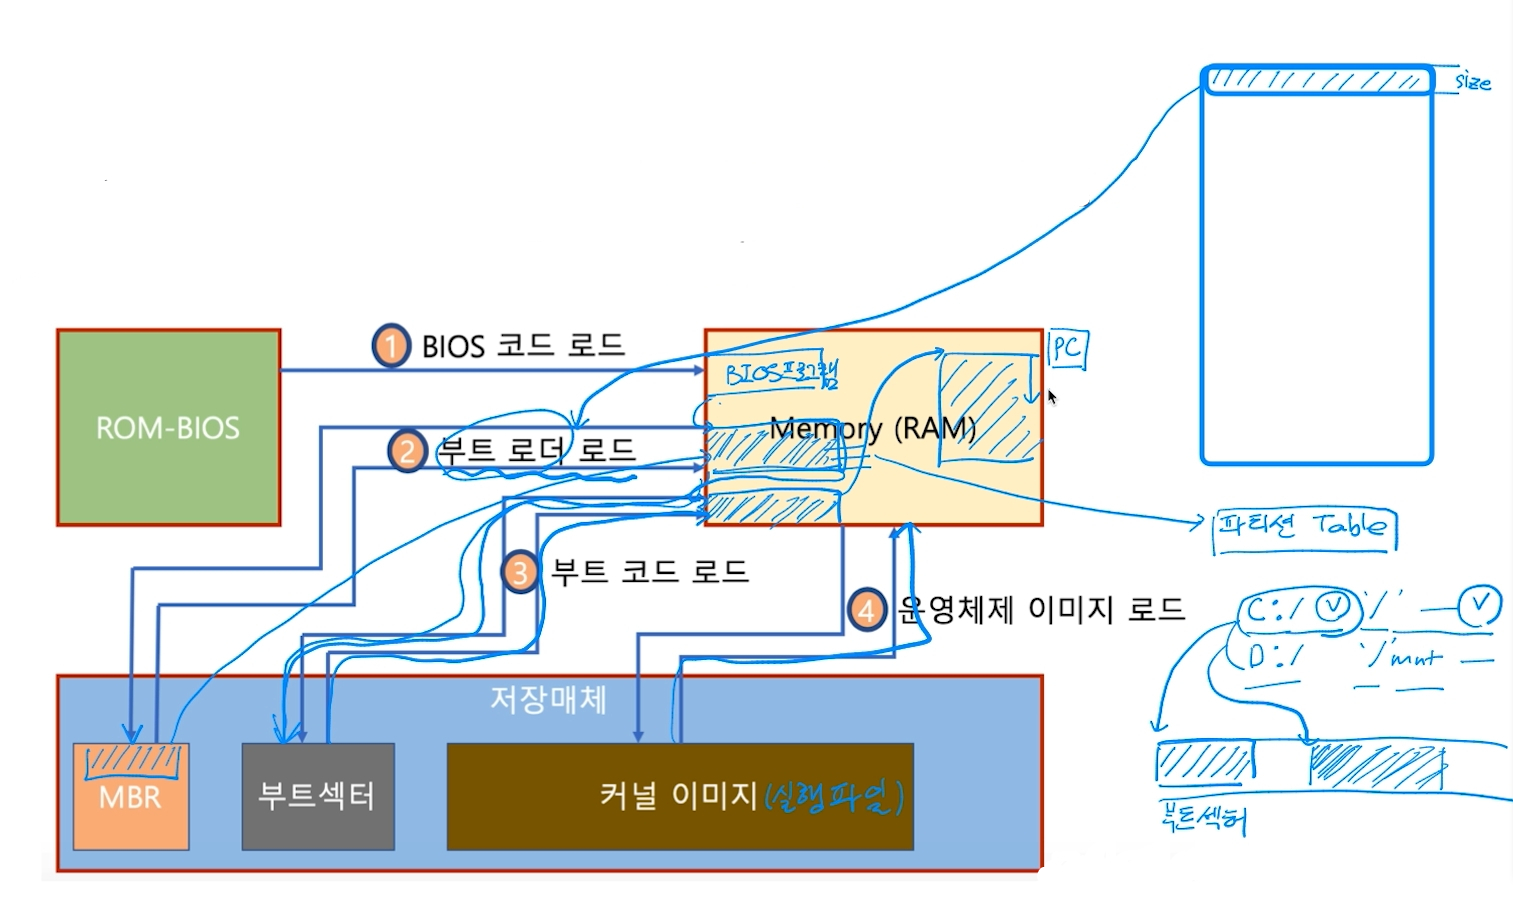 size
① BIOS 코드 로드
PC
BIOS프로그램
ROM-BIOS
Memory (RAM)
② 부트 로더 로드
파티션 Table
③ 부트 코드 로드
④ 운영체제 이미지 로드
C:/ ✓ '/' — ✓
D:/ '/mnt —
저장매체
MBR
부트섹터
커널 이미지 (실행파일)
부트섹터